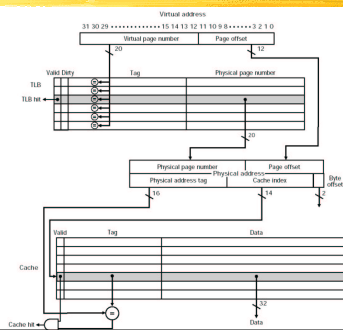 Virtual address
31 30 29 ················ 15 14 13 12 11 10 9 8 ······ 3 2 1 0
Virtual page number Page offset
20 12
Valid Dirty Tag Physical page number
TLB
TLB hit
=
=
=
=
=
=
20
Physical page number Page offset
Physical address
Physical address tag Cache index
Byte
offset
16 14 2
Valid Tag Data
Cache
32
=
Data
Cache hit